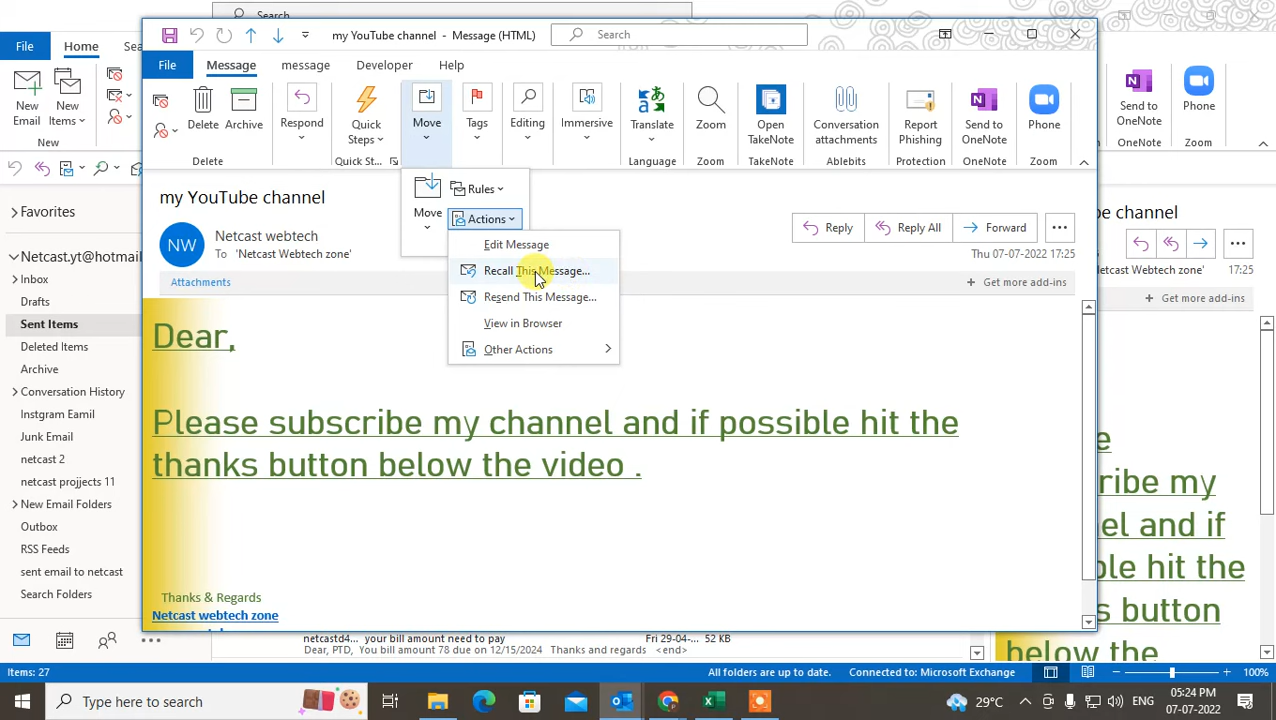 Search
my YouTube channel - Message (HTML)
Search
File
Home
Sea
File
Message
message
Developer
Help
New
Email
New
Items
New
Delete
Archive
Respond
Quick
Steps
Move
Tags
Editing
Immersive
Translate
Zoom
Open
TakeNote
Conversation
attachments
Report
Phishing
Send to
OneNote
Phone
Send to
OneNote
Phone
Delete
Quick St...
Language
Zoom
TakeNote
Ablebits
Protection
OneNote
Zoom
OneNote
Zoom
Move
Rules
Actions
Edit Message
Recall This Message...
Resend This Message...
View in Browser
Other Actions
my YouTube channel
NW
Netcast webtech
To 'Netcast Webtech zone'
Reply
Reply All
Forward
Thu 07-07-2022 17:25
Attachments
Get more add-ins
be channel
17:25
Get more add-ins
Favorites
Netcast.yt@hotmail
Inbox
Drafts
Sent Items
Deleted Items
Archive
Conversation History
Instgram Eamil
Junk Email
netcast 2
netcast projjects 11
New Email Folders
Outbox
RSS Feeds
sent email to netcast
Search Folders
Dear,
Please subscribe my channel and if possible hit the
thanks button below the video .
Thanks & Regards
Netcast webtech zone
e
ribe my
el and if
ble hit the
s button
below the
netcastd4... your bill amount need to pay Fri 29-04-... 52 KB
Dear, PTD, You bill amount 78 due on 12/15/2024 Thanks and regards <end>
Items: 27
All folders are up to date.
Connected to: Microsoft Exchange
100%
Type here to search
29°C
ENG
05:24 PM
07-07-2022